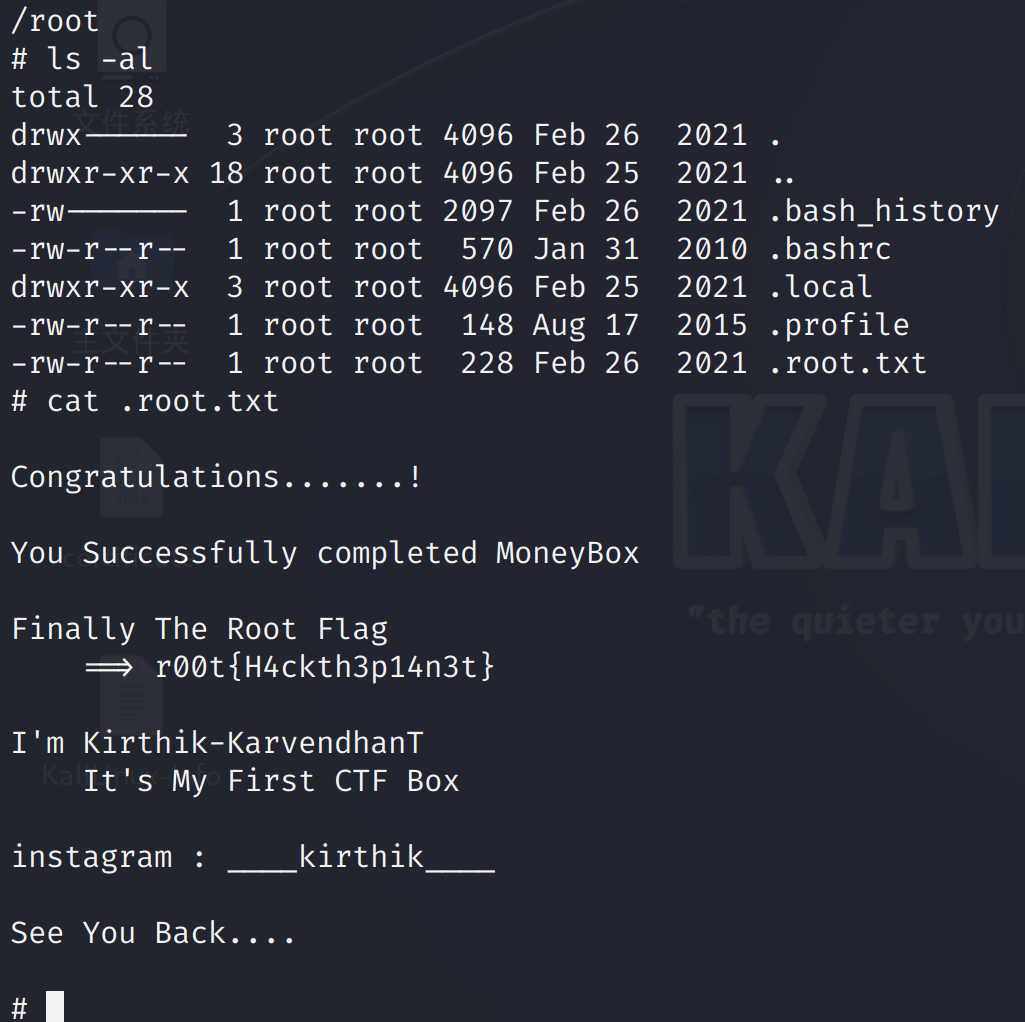 /root
# ls -al
total 28
drwx------  3 root root 4096 Feb 26  2021 .
drwxr-xr-x 18 root root 4096 Feb 25  2021 ..
-rw-------  1 root root 2097 Feb 26  2021 .bash_history
-rw-r--r--  1 root root  570 Jan 31  2010 .bashrc
drwxr-xr-x  3 root root 4096 Feb 25  2021 .local
-rw-r--r--  1 root root  148 Aug 17  2015 .profile
-rw-r--r--  1 root root  228 Feb 26  2021 .root.txt
# cat .root.txt
Congratulations.......!
You Successfully completed MoneyBox
Finally The Root Flag
    ==> r00t{H4ckth3p14n3t}
I'm Kirthik-KarvendhanT
    It's My First CTF Box
instagram : ____kirthik____
See You Back....
#
文件系统
主文件夹
KAL
"the quieter you